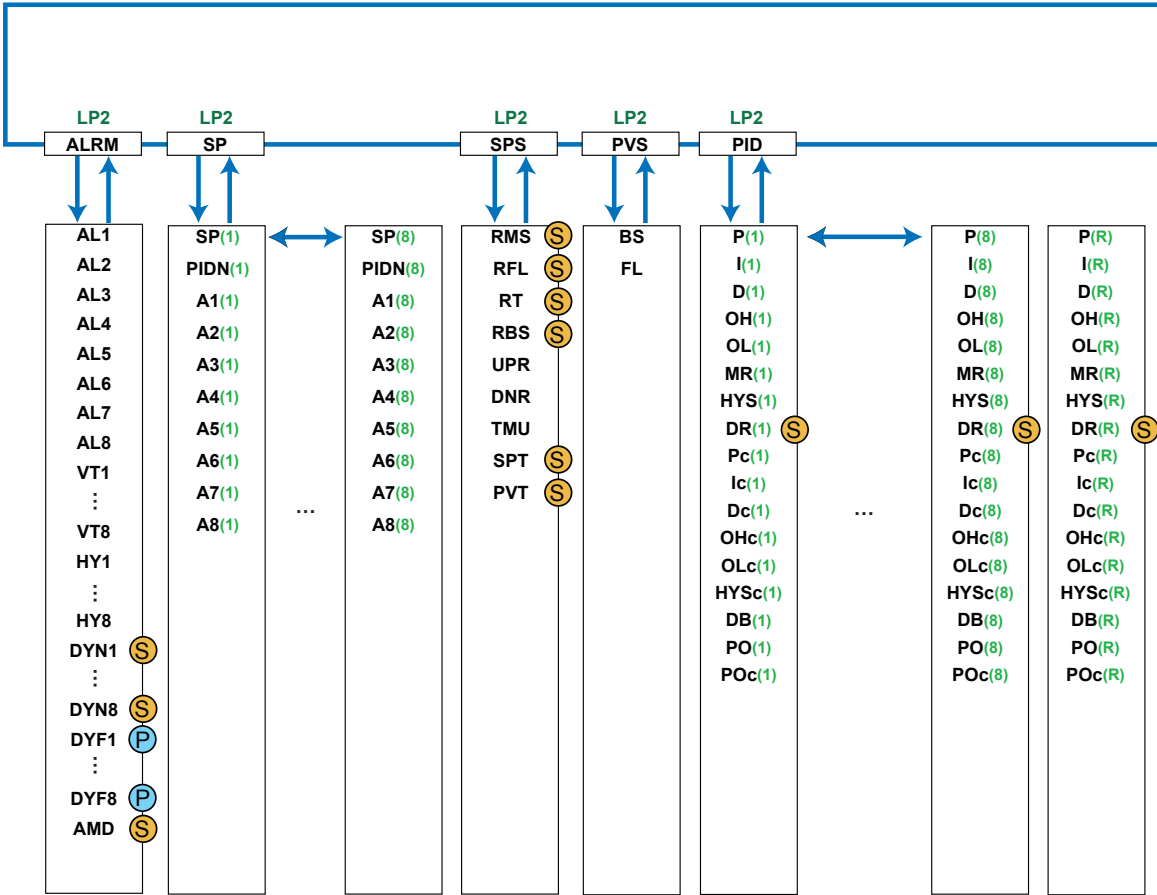 LP2
ALRM
AL1
AL2
AL3
AL4
AL5
AL6
AL7
AL8
VT1
⋮
VT8
HY1
⋮
HY8
DYN1 S
⋮
DYN8 S
DYF1 P
⋮
DYF8 P
AMD S
LP2
SP
SP(1)
PIDN(1)
A1(1)
A2(1)
A3(1)
A4(1)
A5(1)
A6(1)
A7(1)
A8(1)
...
SP(8)
PIDN(8)
A1(8)
A2(8)
A3(8)
A4(8)
A5(8)
A6(8)
A7(8)
A8(8)
LP2
SPS
RMS S
RFL S
RT S
RBS S
UPR
DNR
TMU
SPT S
PVT S
LP2
PVS
BS
FL
LP2
PID
P(1)
I(1)
D(1)
OH(1)
OL(1)
MR(1)
HYS(1)
DR(1) S
Pc(1)
Ic(1)
Dc(1)
OHc(1)
OLc(1)
HYSc(1)
DB(1)
PO(1)
POc(1)
...
P(8)
I(8)
D(8)
OH(8)
OL(8)
MR(8)
HYS(8)
DR(8) S
Pc(8)
Ic(8)
Dc(8)
OHc(8)
OLc(8)
HYSc(8)
DB(8)
PO(8)
POc(8)
P(R)
I(R)
D(R)
OH(R)
OL(R)
MR(R)
HYS(R)
DR(R) S
Pc(R)
Ic(R)
Dc(R)
OHc(R)
OLc(R)
HYSc(R)
DB(R)
PO(R)
POc(R)